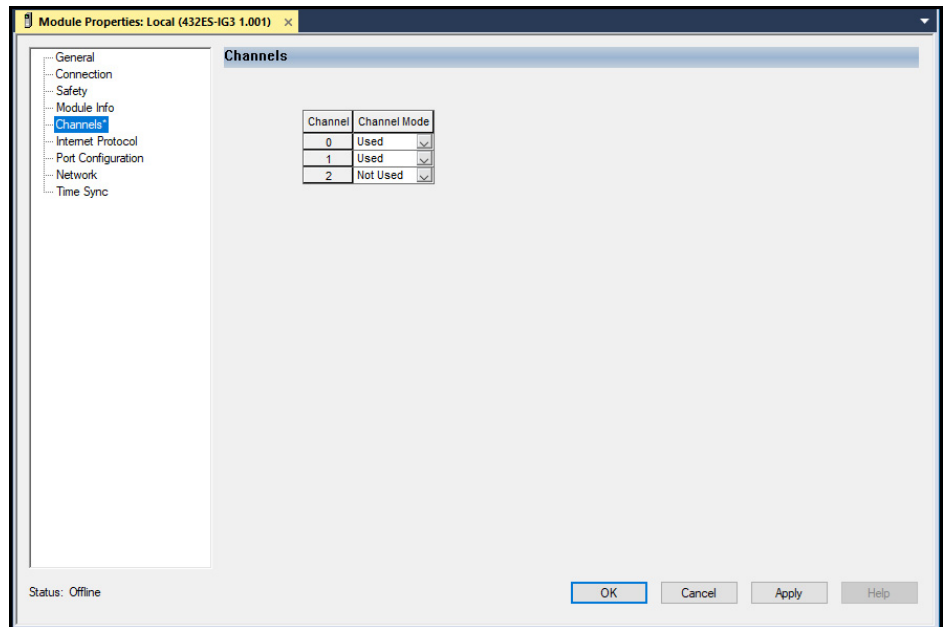 Module Properties: Local (432ES-IG3 1.001) ×
General
Connection
Safety
Module Info
Channels*
Internet Protocol
Port Configuration
Network
Time Sync
Channels
Channel Channel Mode
0 Used
1 Used
2 Not Used
Status: Offline
OK Cancel Apply Help